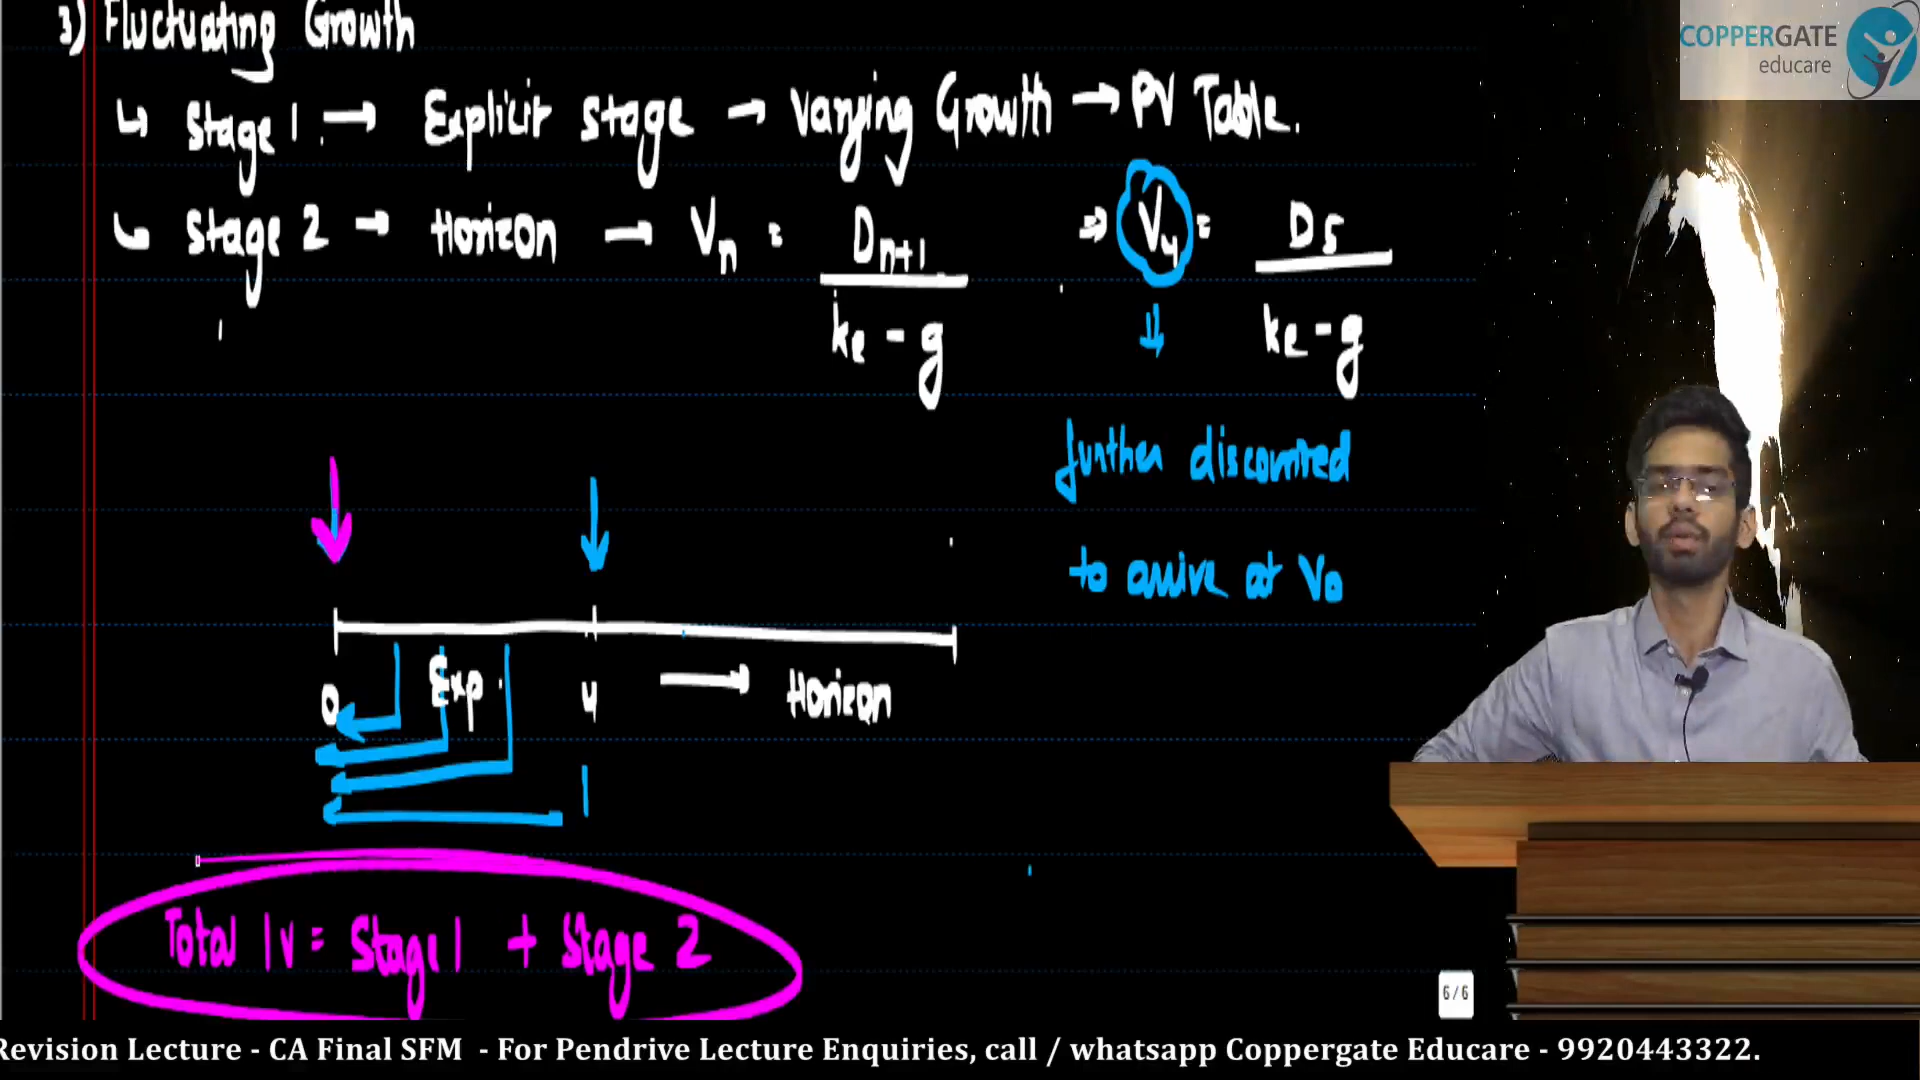 COPPERGATE
educare
3) Fluctuating Growth
↳ Stage 1 → Explicit stage → Varying Growth → PV Table.
↳ Stage 2 → Horizon → Vn = Dn+1 / ke - g ⇒ V4 = D5 / ke - g
further discounted
to arrive at V0
0 Exp. 4 → Horizon
Total IV = Stage 1 + Stage 2
6/6
Revision Lecture - CA Final SFM - For Pendrive Lecture Enquiries, call / whatsapp Coppergate Educare - 9920443322.